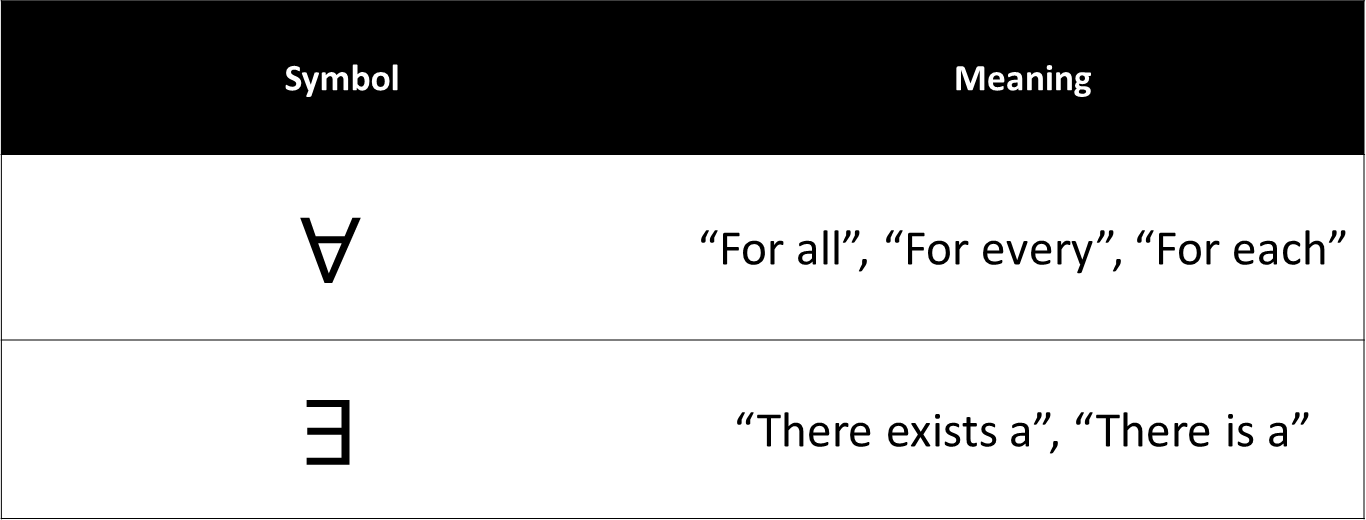 Symbol Meaning
∀ “For all”, “For every”, “For each”
∃ “There exists a”, “There is a”